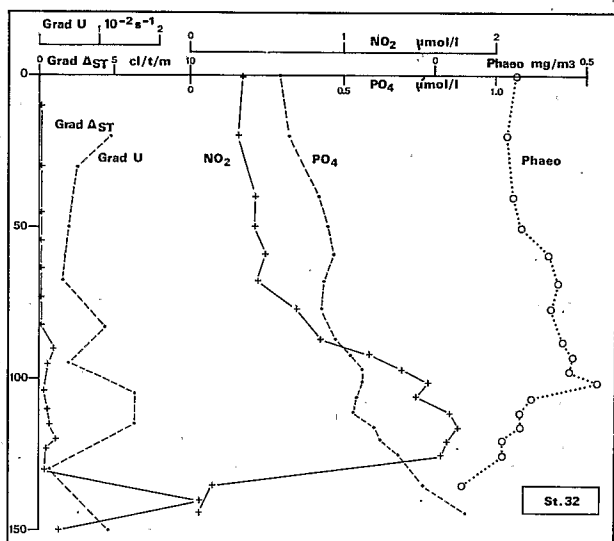 Grad U 10⁻²s⁻¹
0 1 2
0 1 2
NO₂ µmol/l
Grad ΔST cl/t/m
Phaeo mg/m3 0.5
0 5 10
0.5 1.0
PO₄ µmol/l
Grad ΔST
Grad U
NO₂
PO₄
Phaeo
50
100
150
St.32